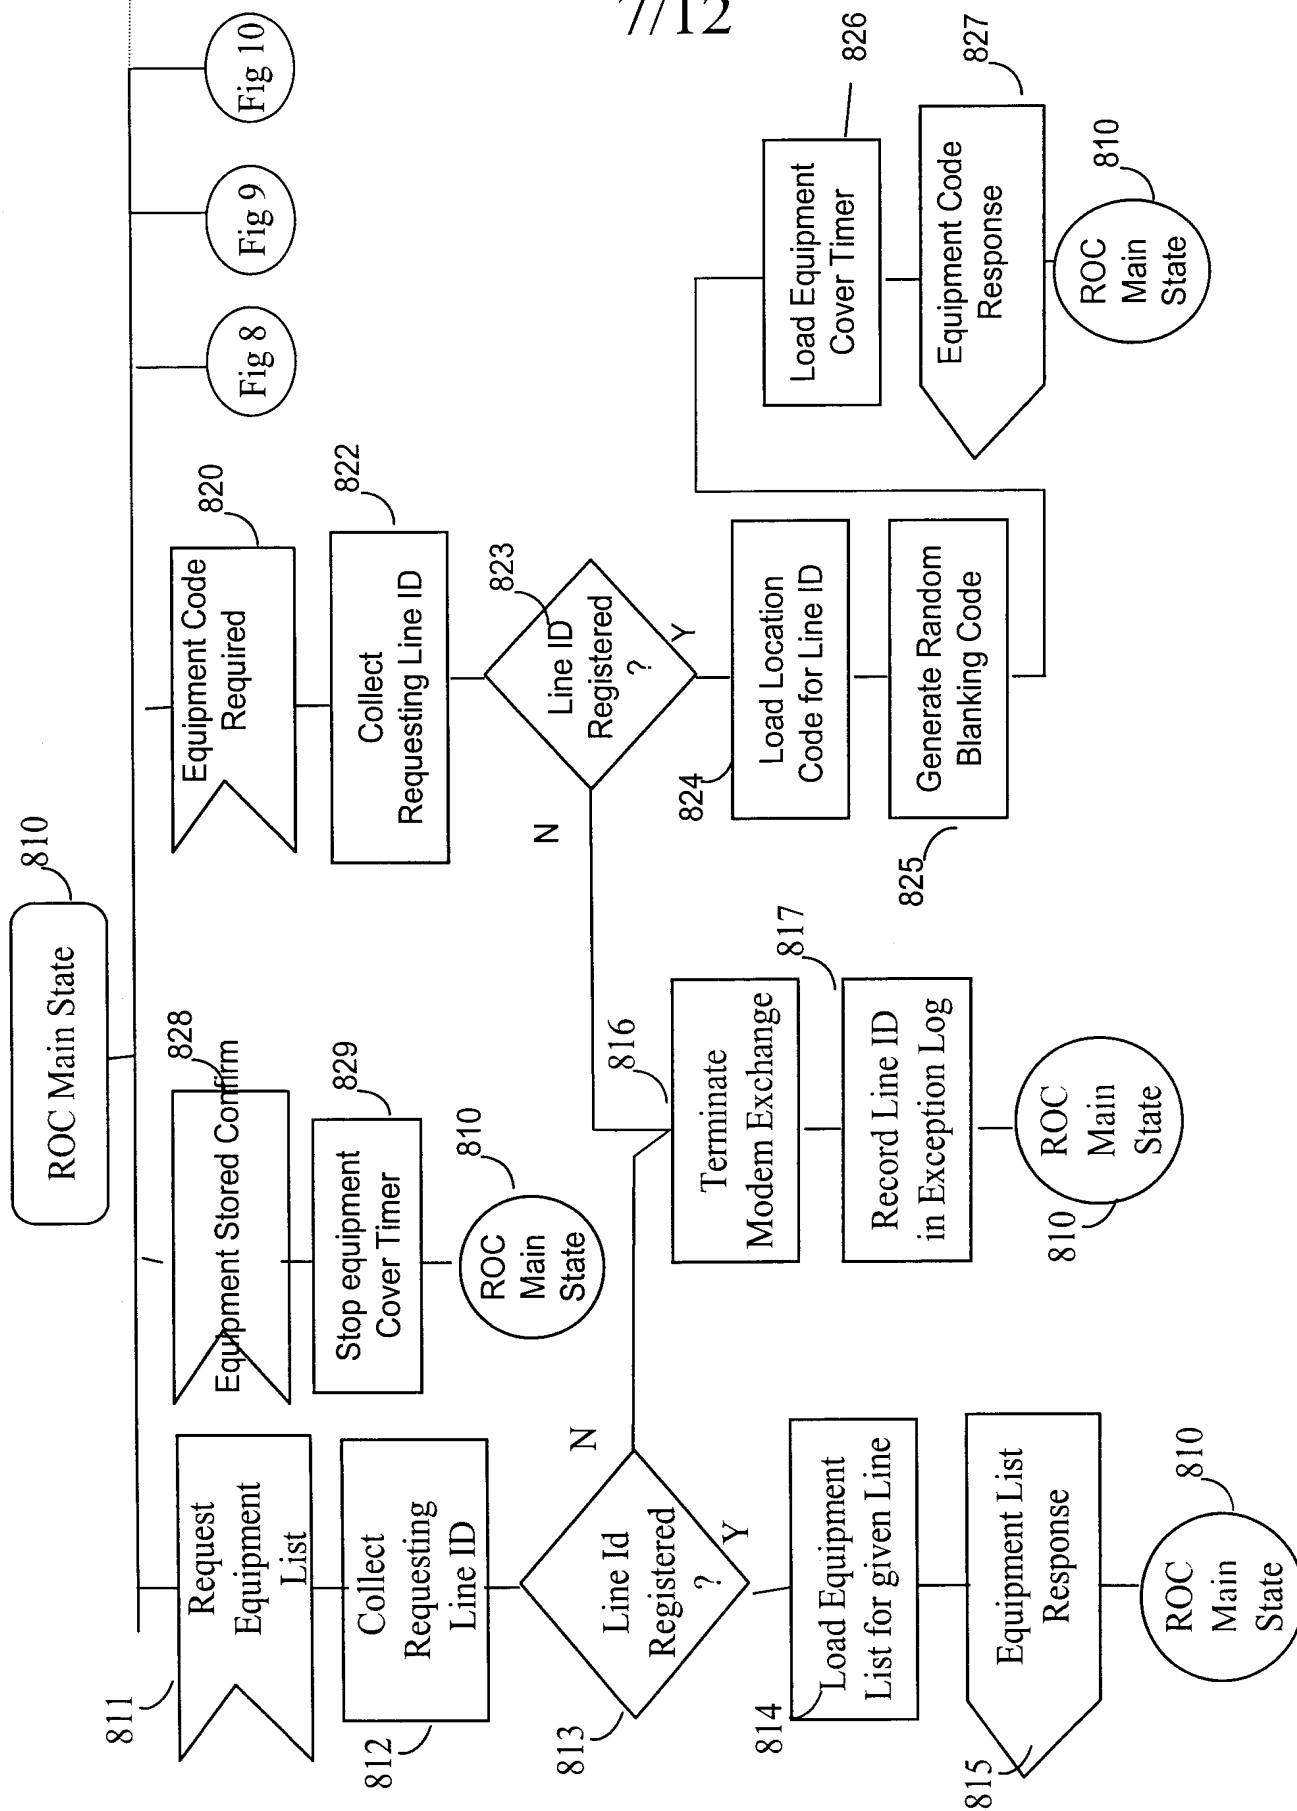 7/12
ROC Main State
810
Request
Equipment
List
811
Collect
Requesting
Line ID
812
Line Id
Registered
?
813
N
Y
Load Equipment
List for given Line
814
Equipment List
Response
815
ROC
Main
State
810
Equipment Stored Confirm
828
Stop equipment
Cover Timer
829
ROC
Main
State
810
816
Terminate
Modem Exchange
817
Record Line ID
in Exception Log
ROC
Main
State
810
Equipment Code
Required
820
Collect
Requesting Line ID
822
823
Line ID
Registered
?
N
Y
Load Location
Code for Line ID
824
Generate Random
Blanking Code
825
Load Equipment
Cover Timer
826
Equipment Code
Response
827
ROC
Main
State
810
Fig 8
Fig 9
Fig 10